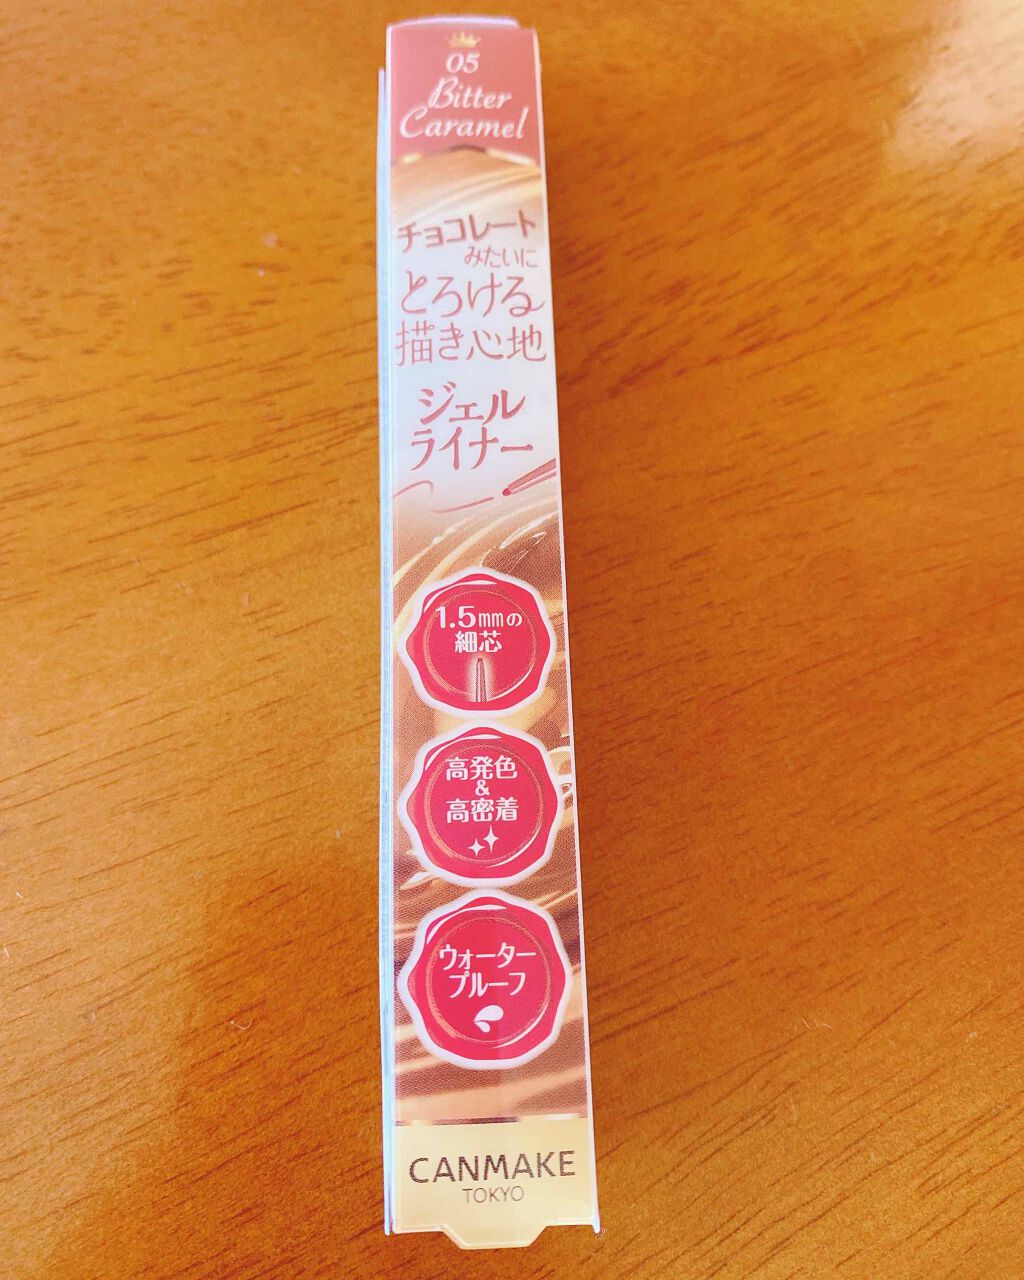 05
Bitter
Caramel
チョコレート
みたいに
とろける
描き心地
ジェル
ライナー
1.5mmの
細芯
高発色
&
高密着
ウォーター
プルーフ
CANMAKE
TOKYO